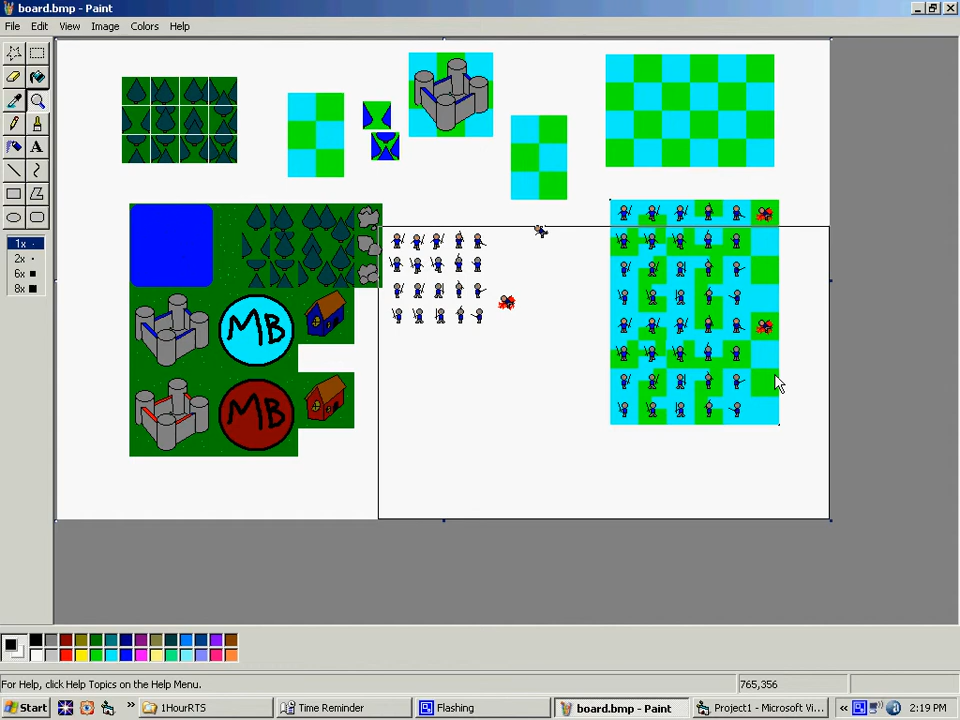 board.bmp - Paint
File Edit View Image Colors Help
A
1x
2x
6x
8x
MB
MB
For Help, click Help Topics on the Help Menu.
765,356
Start
»
1HourRTS
Time Reminder
Flashing
board.bmp - Paint
Project1 - Microsoft Vi...
«
2:19 PM